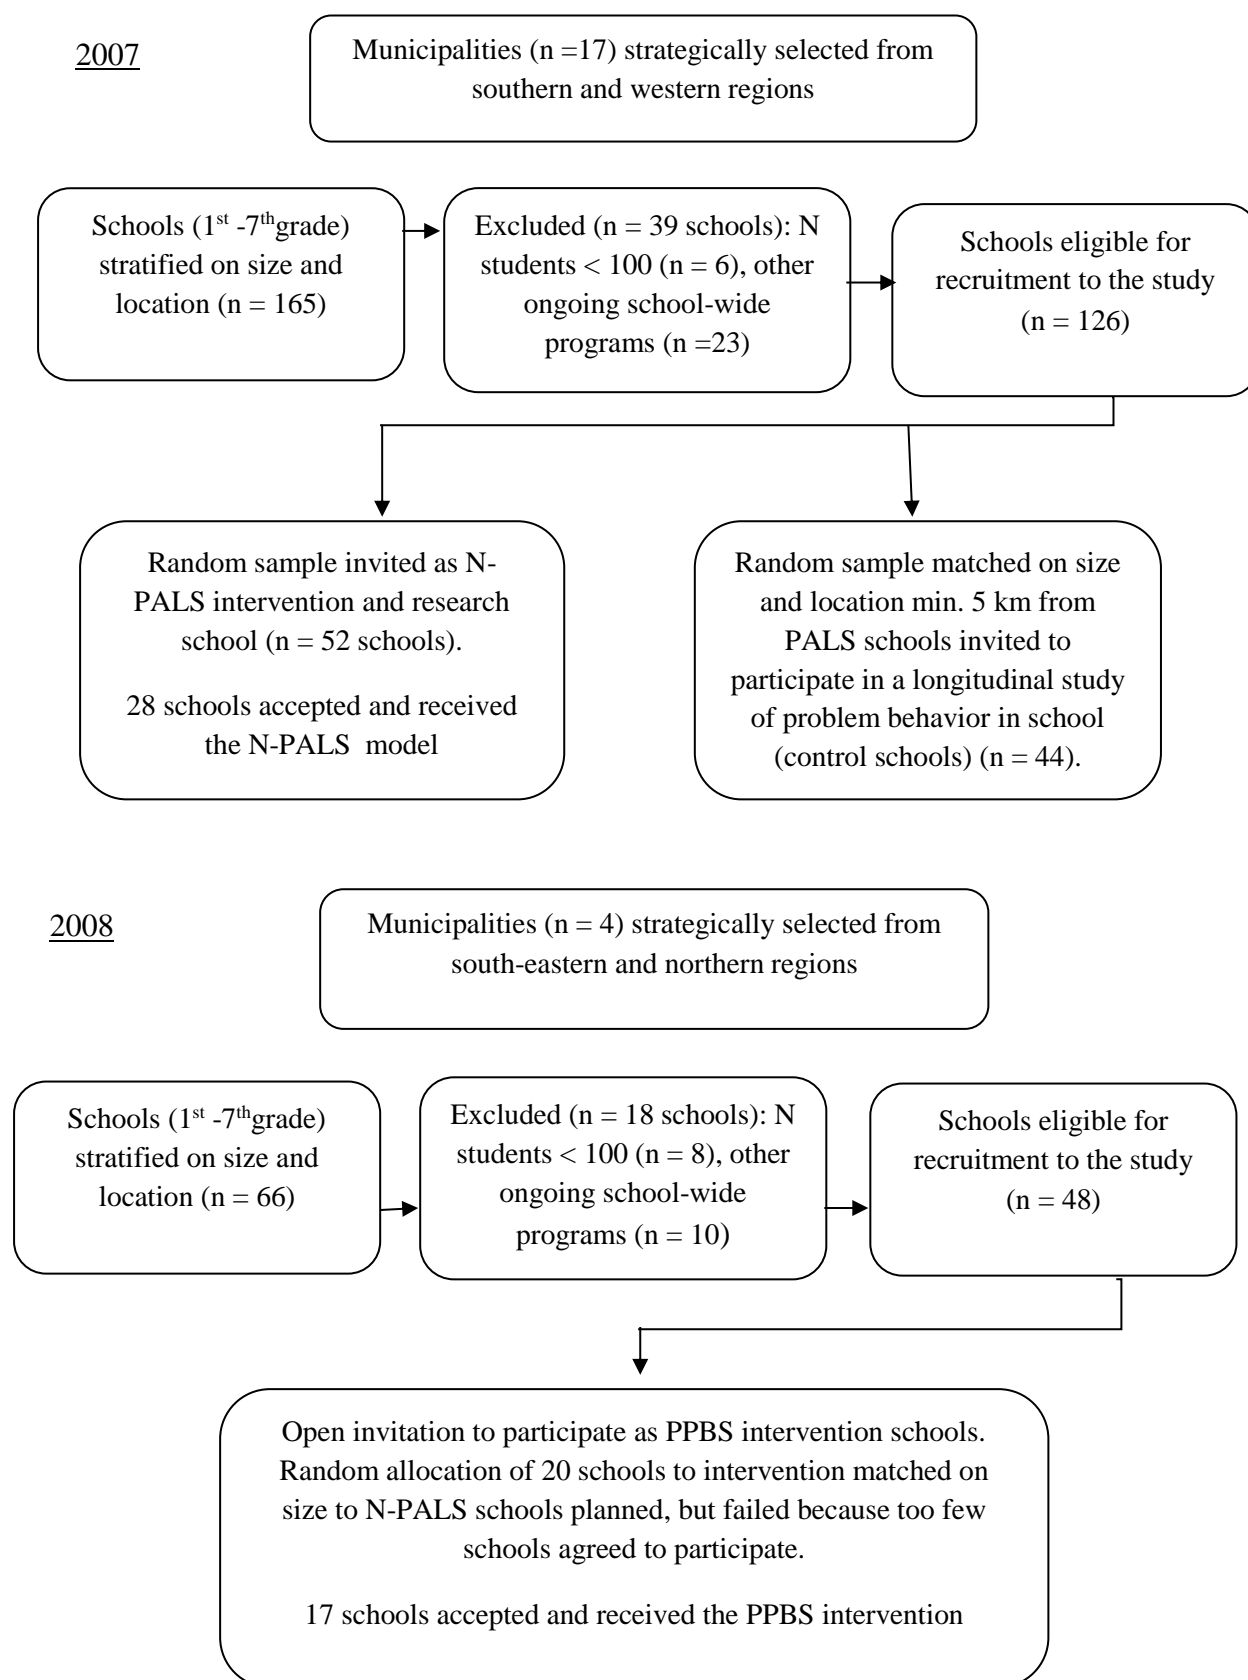 2007
Municipalities (n =17) strategically selected from
southern and western regions
Schools (1st -7thgrade)
stratified on size and
location (n = 165)
Excluded (n = 39 schools): N
students < 100 (n = 6), other
ongoing school-wide
programs (n =23)
Schools eligible for
recruitment to the study
(n = 126)
Random sample invited as N-
PALS intervention and research
school (n = 52 schools).
28 schools accepted and received
the N-PALS model
Random sample matched on size
and location min. 5 km from
PALS schools invited to
participate in a longitudinal study
of problem behavior in school
(control schools) (n = 44).
2008
Municipalities (n = 4) strategically selected from
south-eastern and northern regions
Schools (1st -7thgrade)
stratified on size and
location (n = 66)
Excluded (n = 18 schools): N
students < 100 (n = 8), other
ongoing school-wide
programs (n = 10)
Schools eligible for
recruitment to the study
(n = 48)
Open invitation to participate as PPBS intervention schools.
Random allocation of 20 schools to intervention matched on
size to N-PALS schools planned, but failed because too few
schools agreed to participate.
17 schools accepted and received the PPBS intervention